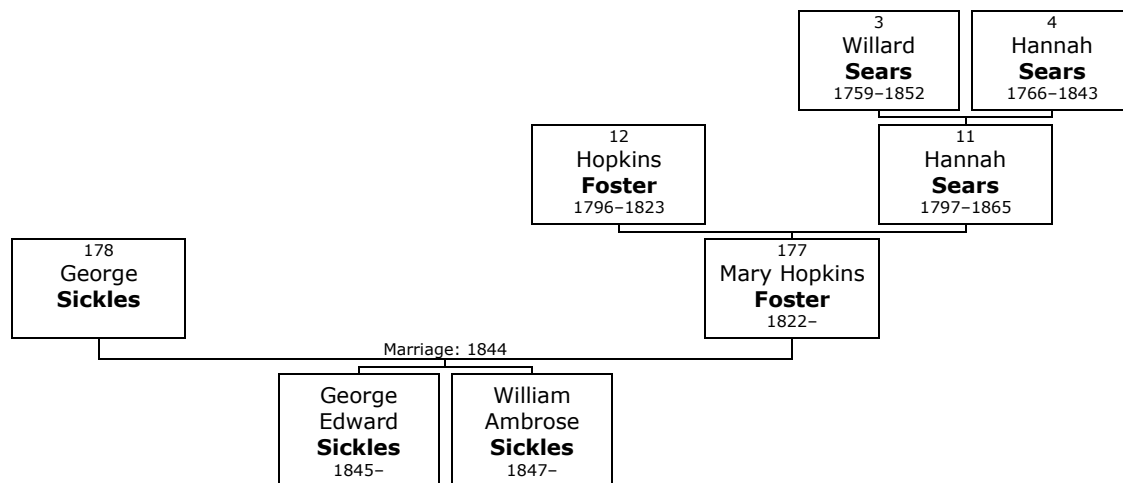 3
Willard
Sears
1759–1852
4
Hannah
Sears
1766–1843
12
Hopkins
Foster
1796–1823
11
Hannah
Sears
1797–1865
178
George
Sickles
177
Mary Hopkins
Foster
1822–
Marriage: 1844
George
Edward
Sickles
1845–
William
Ambrose
Sickles
1847–